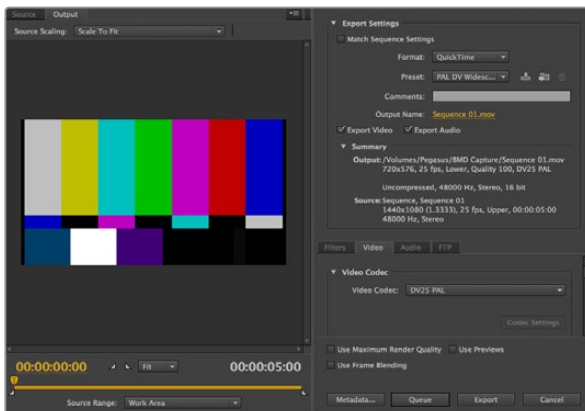 Source Output
Source Scaling: Scale To Fit
00:00:00:00 Fit 00:00:05:00
Source Range: Work Area
Export Settings
Match Sequence Settings
Format: QuickTime
Preset: PAL DV Widesc...
Comments:
Output Name: Sequence 01.mov
Export Video Export Audio
Summary
Output: /Volumes/Pegasus/BMD Capture/Sequence 01.mov
720x576, 25 fps, Lower, Quality 100, DV25 PAL
Uncompressed, 48000 Hz, Stereo, 16 bit
Source: Sequence, Sequence 01
1440x1080 (1.3333), 25 fps, Upper, 00:00:05:00
48000 Hz, Stereo
Filters Video Audio FTP
Video Codec
Video Codec: DV25 PAL
Codec Settings
Use Maximum Render Quality Use Previews
Use Frame Blending
Metadata... Queue Export Cancel